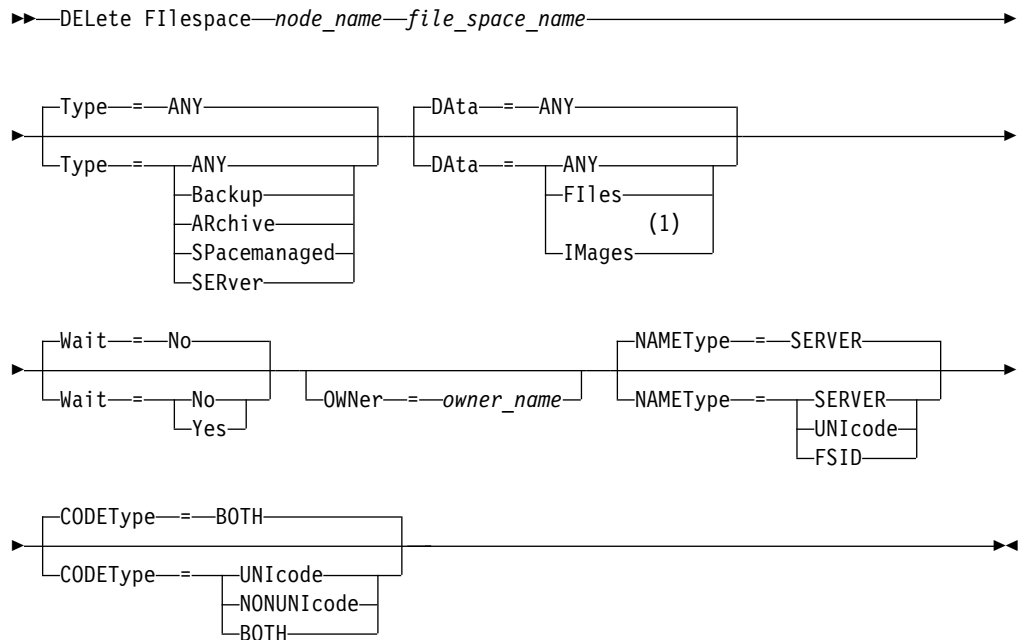 DELete FIlespace node_name file_space_name
Type = ANY DAta = ANY
Type = ANY DAta = ANY
Backup FIles
ARchive (1)
SPacemanaged IMages
SERver
Wait = No NAMEType = SERVER
Wait = No OWNer = owner_name NAMEType = SERVER
Yes UNIcode
FSID
CODEType = BOTH
CODEType = UNIcode
NONUNIcode
BOTH